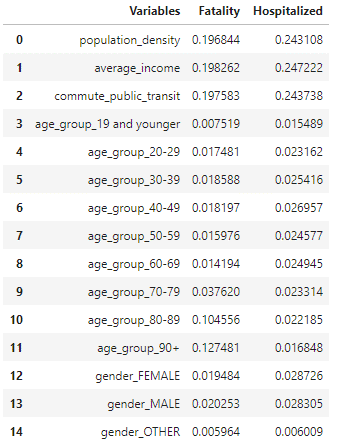 Variables Fatality Hospitalized
0 population_density 0.196844 0.243108
1 average_income 0.198262 0.247222
2 commute_public_transit 0.197583 0.243738
3 age_group_19 and younger 0.007519 0.015489
4 age_group_20-29 0.017481 0.023162
5 age_group_30-39 0.018588 0.025416
6 age_group_40-49 0.018197 0.026957
7 age_group_50-59 0.015976 0.024577
8 age_group_60-69 0.014194 0.024945
9 age_group_70-79 0.037620 0.023314
10 age_group_80-89 0.104556 0.022185
11 age_group_90+ 0.127481 0.016848
12 gender_FEMALE 0.019484 0.028726
13 gender_MALE 0.020253 0.028305
14 gender_OTHER 0.005964 0.006009